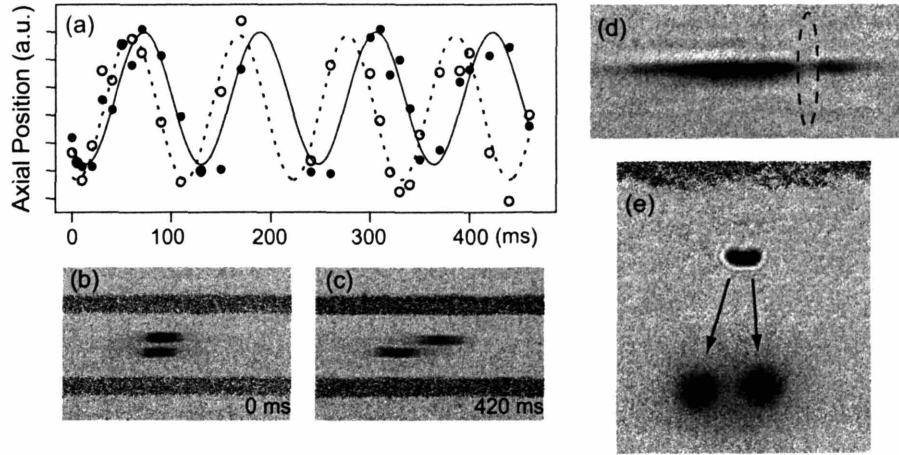 (a)
Axial Position (a.u.)
0
100
200
300
400
(ms)
(b)
0 ms
(c)
420 ms
(d)
(e)